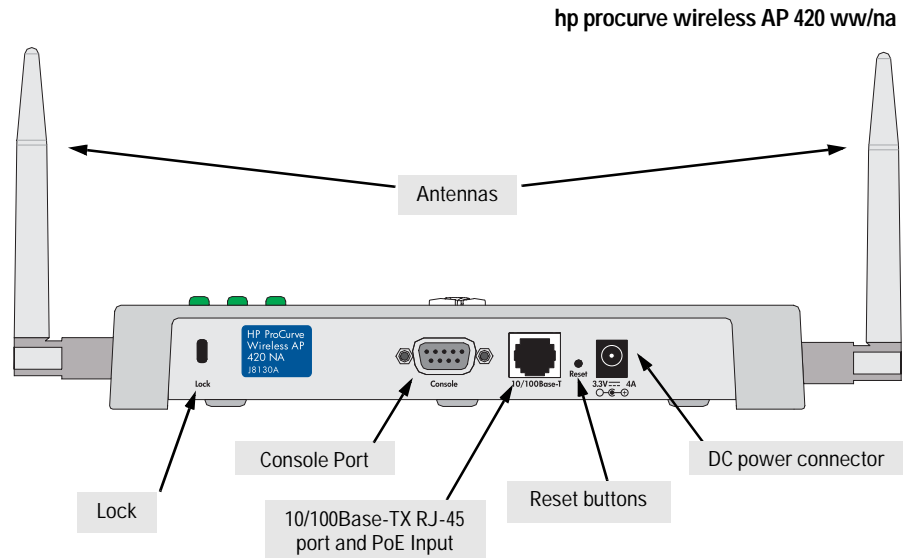 hp procurve wireless AP 420 ww/na
Antennas
HP ProCurve
Wireless AP
420 NA
J8130A
Lock
Console
10/100Base-T
Reset
3.3V 4A
Console Port
DC power connector
Lock
10/100Base-TX RJ-45
port and PoE Input
Reset buttons